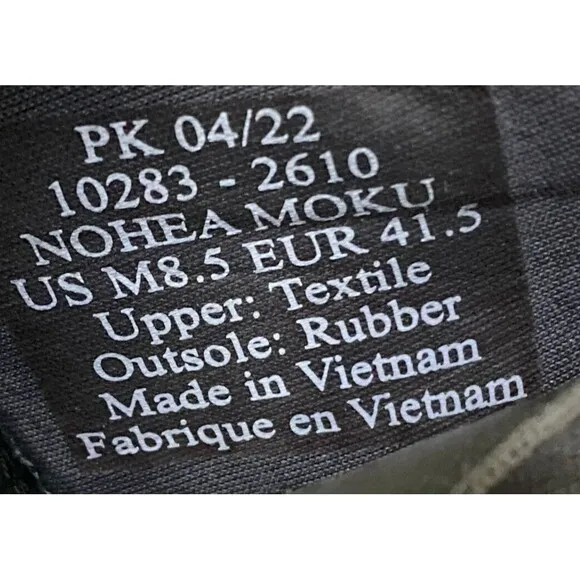 PK 04/22
10283 - 2610
NOHEA MOKU
US M8.5 EUR 41.5
Upper: Textile
Outsole: Rubber
Made in Vietnam
Fabrique en Vietnam